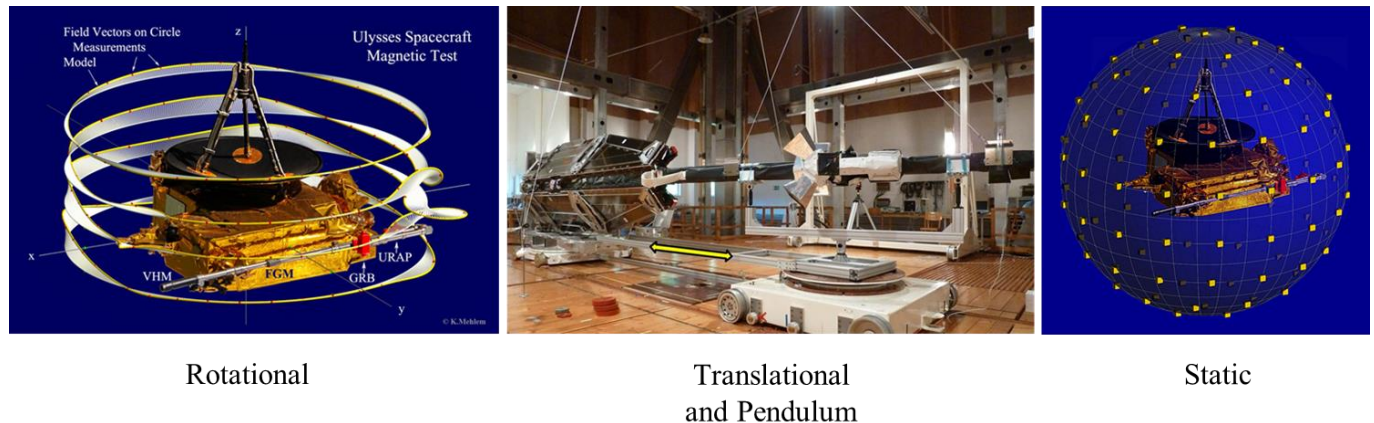 Field Vectors on Circle
Measurements
Model
z
Ulysses Spacecraft
Magnetic Test
x
VHM
FGM
URAP
GRB
y
© K.Mehlem
Rotational
Translational
and Pendulum
Static